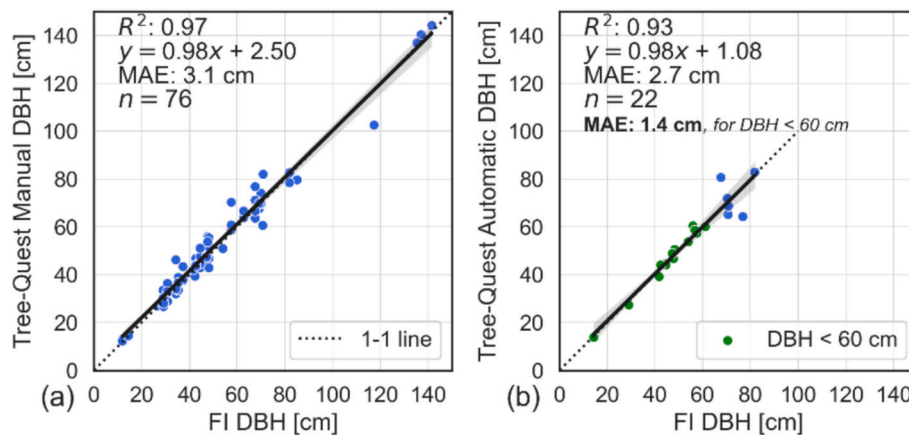 R²: 0.97
y = 0.98x + 2.50
MAE: 3.1 cm
n = 76
Tree-Quest Manual DBH [cm]
140
120
100
80
60
40
20
0
1-1 line
0 20 40 60 80 100 120 140
(a)
FI DBH [cm]
R²: 0.93
y = 0.98x + 1.08
MAE: 2.7 cm
n = 22
MAE: 1.4 cm, for DBH < 60 cm
Tree-Quest Automatic DBH [cm]
140
120
100
80
60
40
20
0
DBH < 60 cm
0 20 40 60 80 100 120 140
(b)
FI DBH [cm]